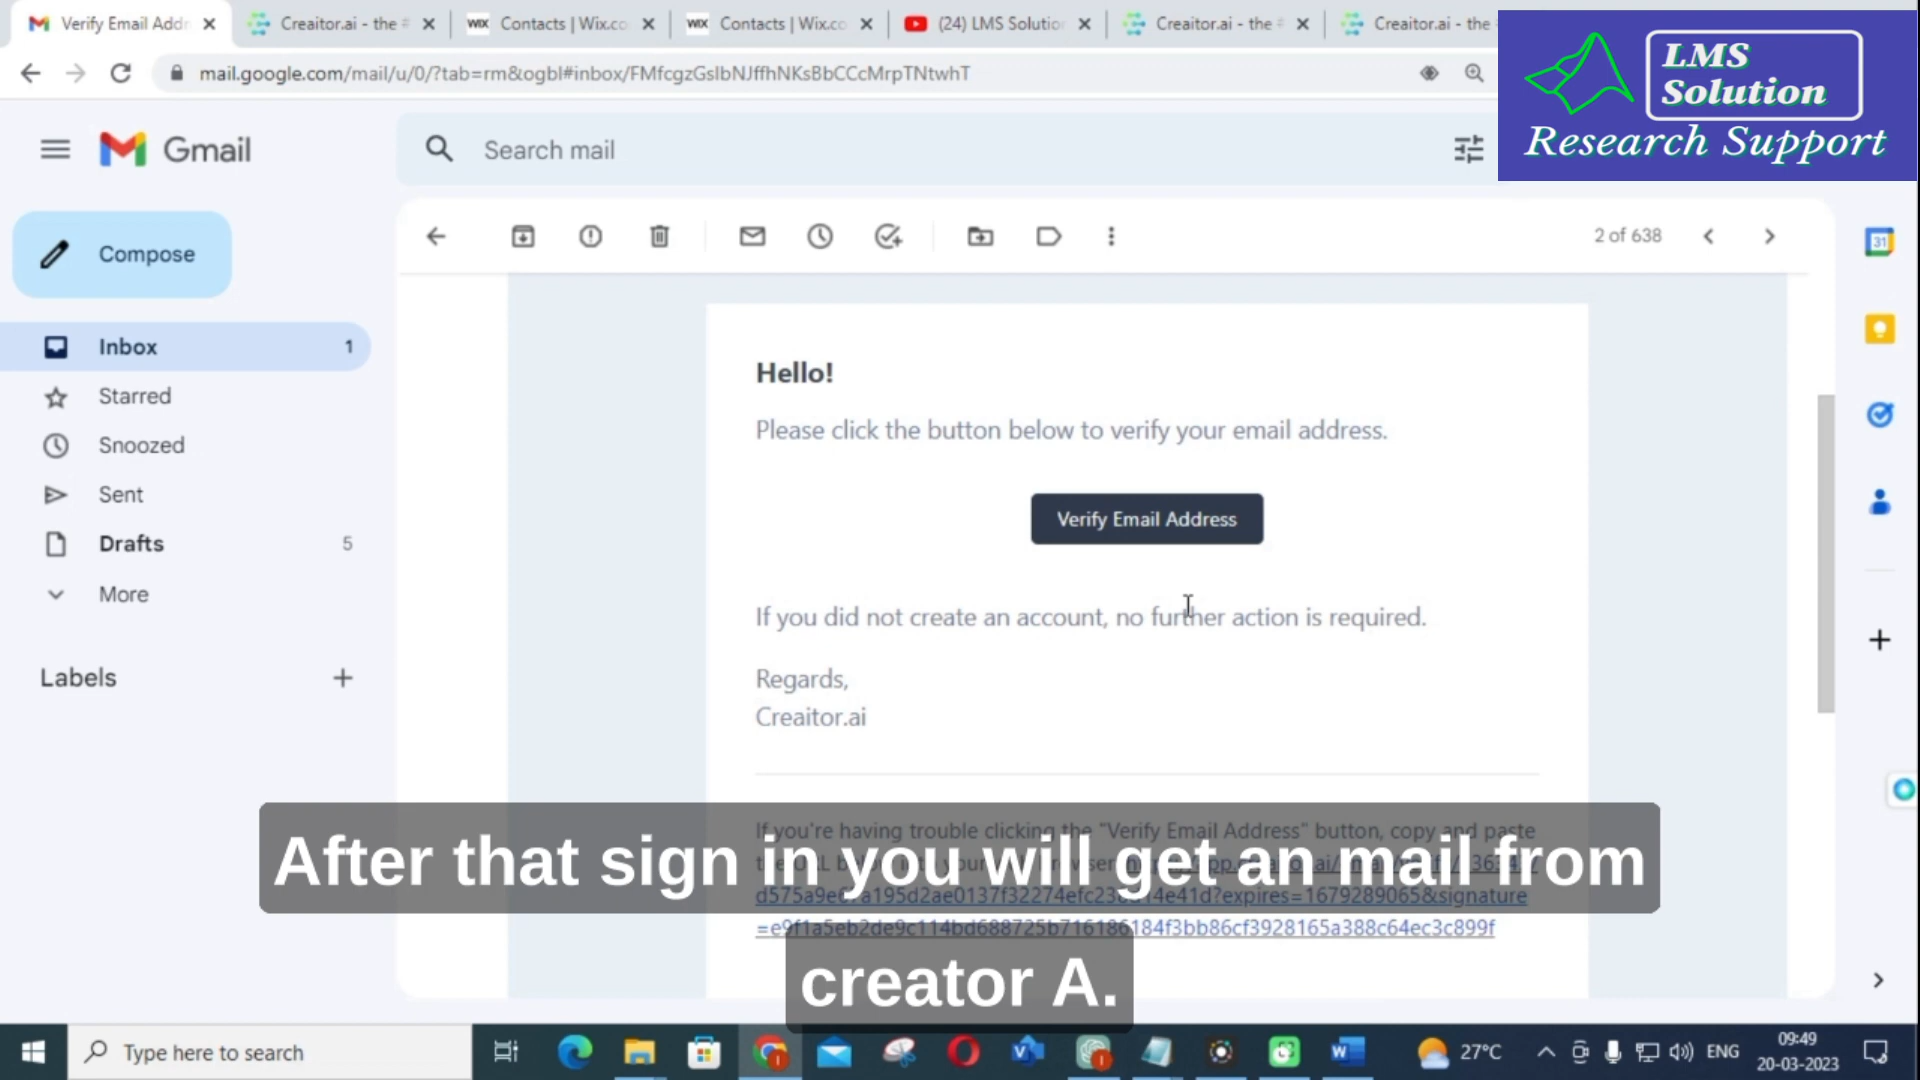 Verify Email Addr
Creaitor.ai - the #
WIX Contacts | Wix.co
WIX Contacts | Wix.co
(24) LMS Solutio
Creaitor.ai - the #
Creaitor.ai - the
LMS
Solution
Research Support
mail.google.com/mail/u/0/?tab=rm&ogbl#inbox/FMfcgzGslbNJffhNKsBbCCcMrpTNtwhT
Gmail
Search mail
Compose
2 of 638
31
Inbox 1
Starred
Snoozed
Sent
Drafts 5
More
Labels
Hello!
Please click the button below to verify your email address.
Verify Email Address
If you did not create an account, no further action is required.
Regards,
Creaitor.ai
If you're having trouble clicking the "Verify Email Address" button, copy and paste
=e9f1a5eb2de9c114bd688725b716186184f3bb86cf3928165a388c64ec3c899f
After that sign in you will get an mail from
creator A.
Type here to search
27°C
ENG
09:49
20-03-2023